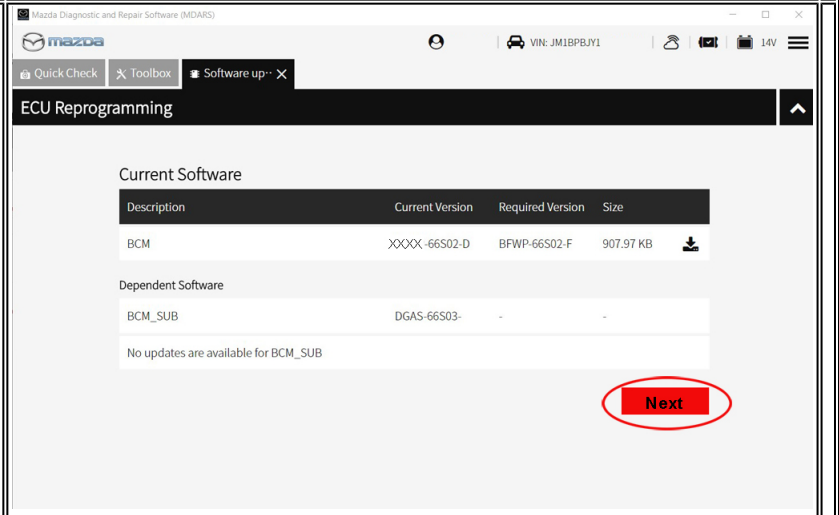 Mazda Diagnostic and Repair Software (MDARS)
mazda
VIN: JM1BPBJY1
14V
Quick Check
Toolbox
Software up··
ECU Reprogramming
Current Software
Description Current Version Required Version Size
BCM XXXX -66S02-D BFWP-66S02-F 907.97 KB
Dependent Software
BCM_SUB DGAS-66S03- - -
No updates are available for BCM_SUB
Next